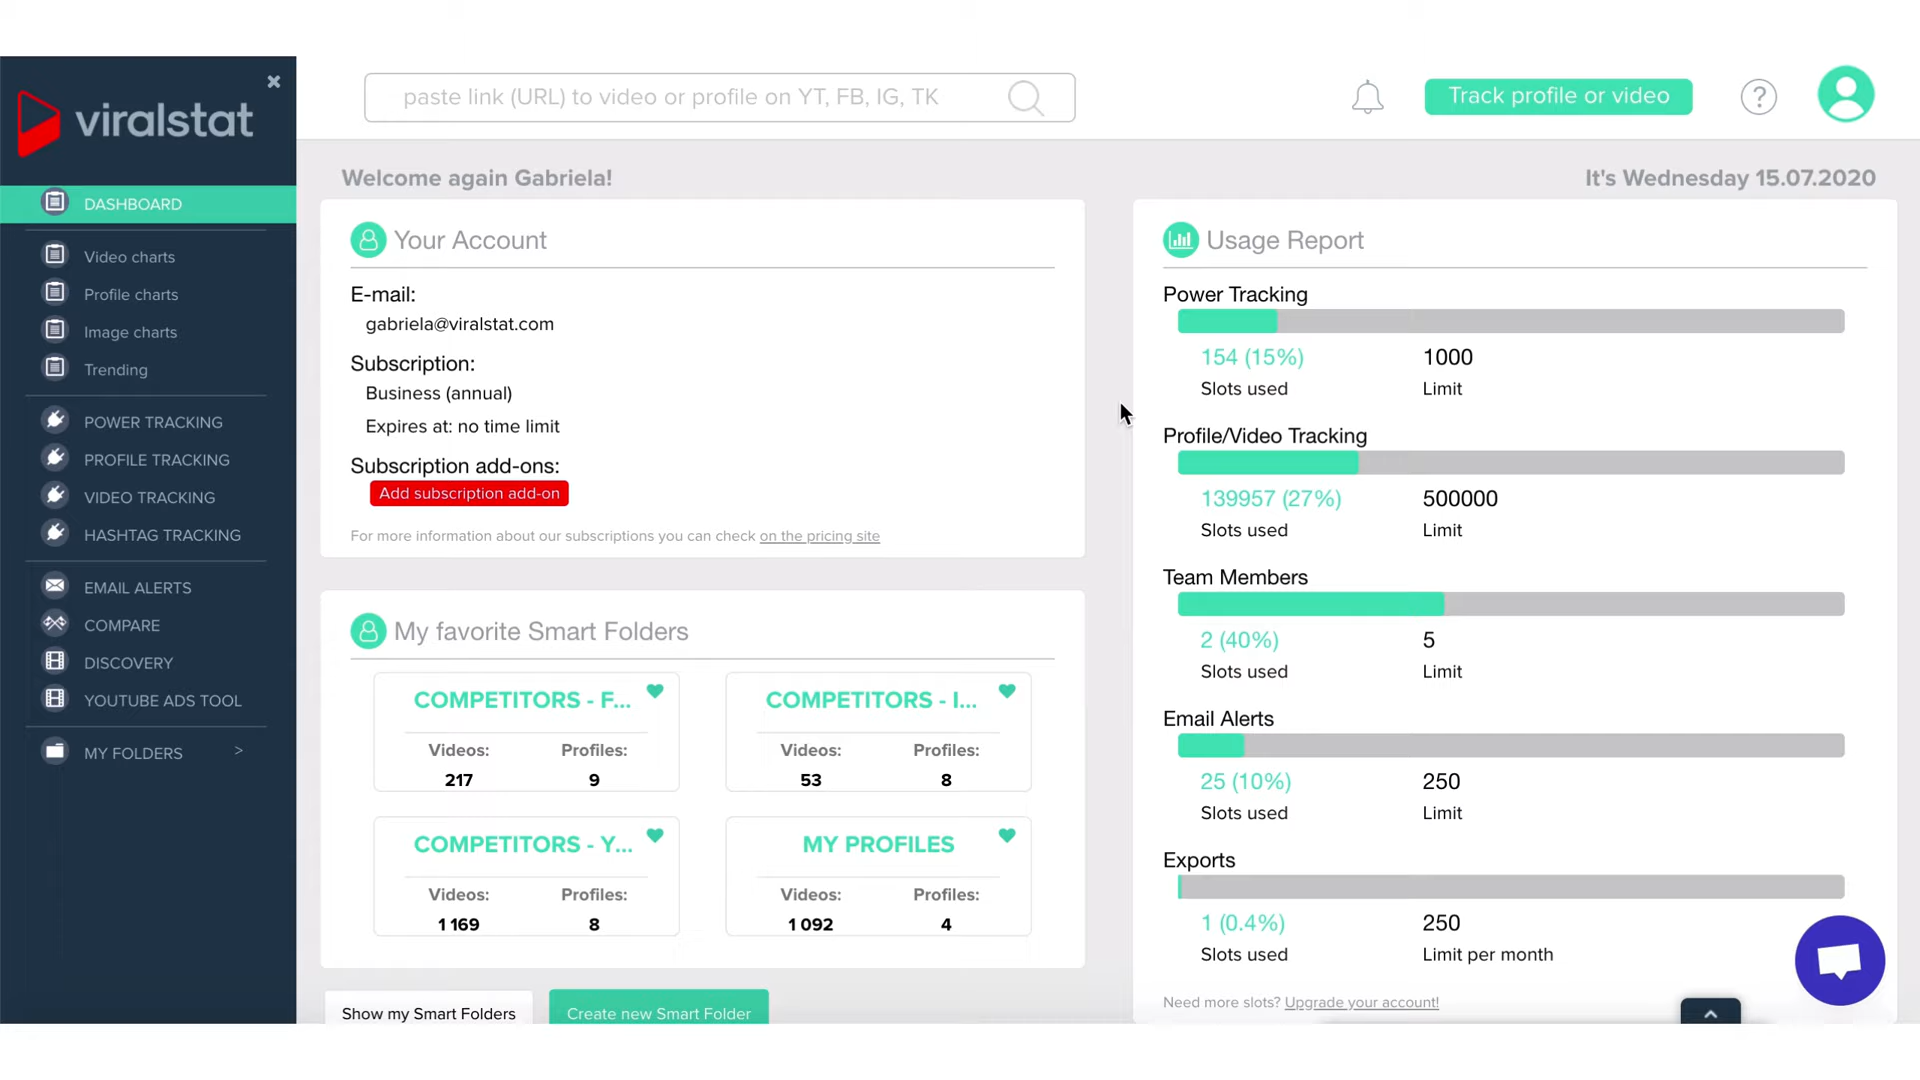 viralstat
paste link (URL) to video or profile on YT, FB, IG, TK
Track profile or video
?
DASHBOARD
Video charts
Profile charts
Image charts
Trending
POWER TRACKING
PROFILE TRACKING
VIDEO TRACKING
HASHTAG TRACKING
EMAIL ALERTS
COMPARE
DISCOVERY
YOUTUBE ADS TOOL
MY FOLDERS >
Welcome again Gabriela!
It's Wednesday 15.07.2020
Your Account
E-mail:
gabriela@viralstat.com
Subscription:
Business (annual)
Expires at: no time limit
Subscription add-ons:
Add subscription add-on
For more information about our subscriptions you can check on the pricing site
My favorite Smart Folders
COMPETITORS - F...
Videos: Profiles:
217 9
COMPETITORS - I...
Videos: Profiles:
53 8
COMPETITORS - Y...
Videos: Profiles:
1 169 8
MY PROFILES
Videos: Profiles:
1 092 4
Show my Smart Folders
Create new Smart Folder
Usage Report
Power Tracking
154 (15%) 1000
Slots used Limit
Profile/Video Tracking
139957 (27%) 500000
Slots used Limit
Team Members
2 (40%) 5
Slots used Limit
Email Alerts
25 (10%) 250
Slots used Limit
Exports
1 (0.4%) 250
Slots used Limit per month
Need more slots? Upgrade your account!